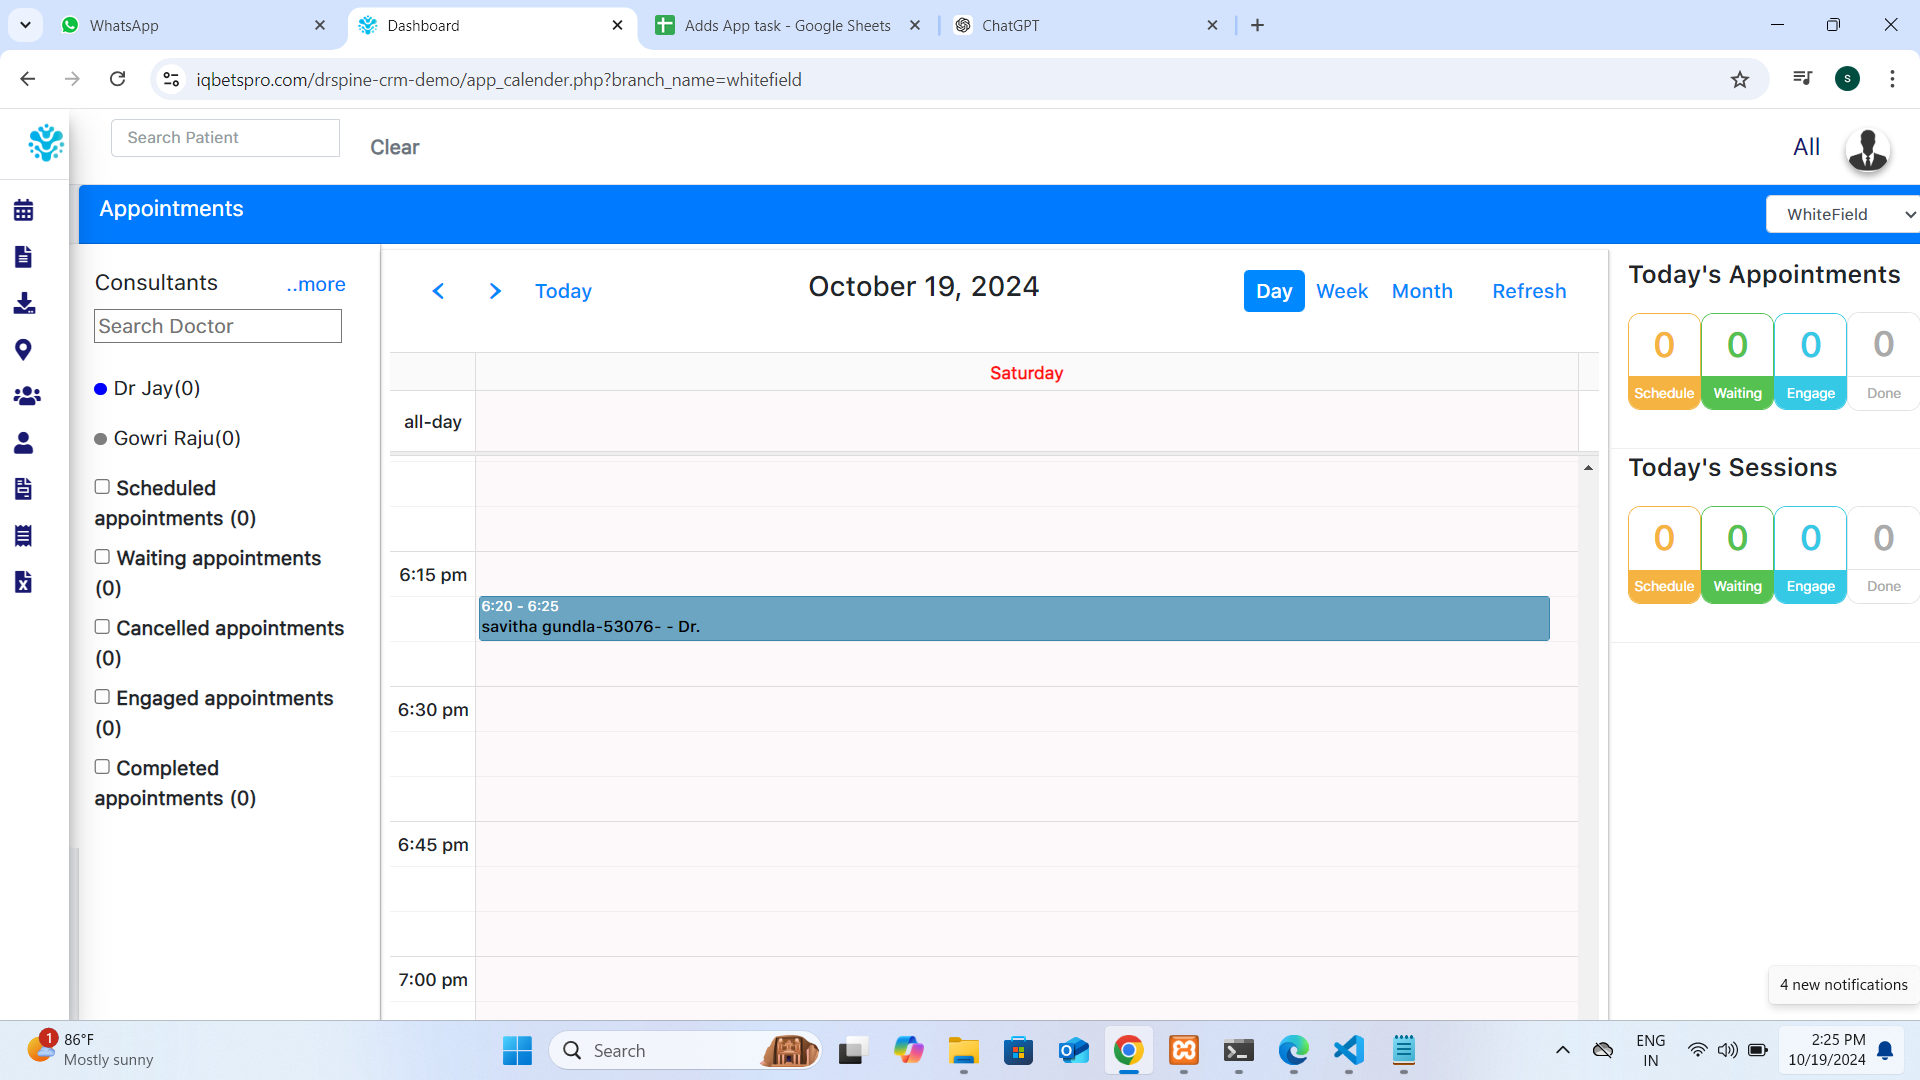 WhatsApp
Dashboard
Adds App task - Google Sheets
ChatGPT
iqbetspro.com/drspine-crm-demo/app_calender.php?branch_name=whitefield
S
Search Patient
Clear
All
Appointments
WhiteField
Consultants
..more
Search Doctor
Dr Jay(0)
Gowri Raju(0)
Scheduled
appointments (0)
Waiting appointments
(0)
Cancelled appointments
(0)
Engaged appointments
(0)
Completed
appointments (0)
Today
October 19, 2024
Day
Week
Month
Refresh
Saturday
all-day
6:15 pm
6:20 - 6:25
savitha gundla-53076- - Dr.
6:30 pm
6:45 pm
7:00 pm
Today's Appointments
0 0 0 0
Schedule Waiting Engage Done
Today's Sessions
0 0 0 0
Schedule Waiting Engage Done
4 new notifications
1
86°F
Mostly sunny
Search
ENG
IN
2:25 PM
10/19/2024